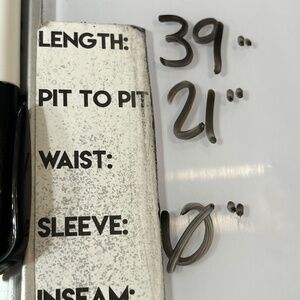 LENGTH: 39"
PIT TO PIT 21"
WAIST:
SLEEVE: 0"
INSEAM: